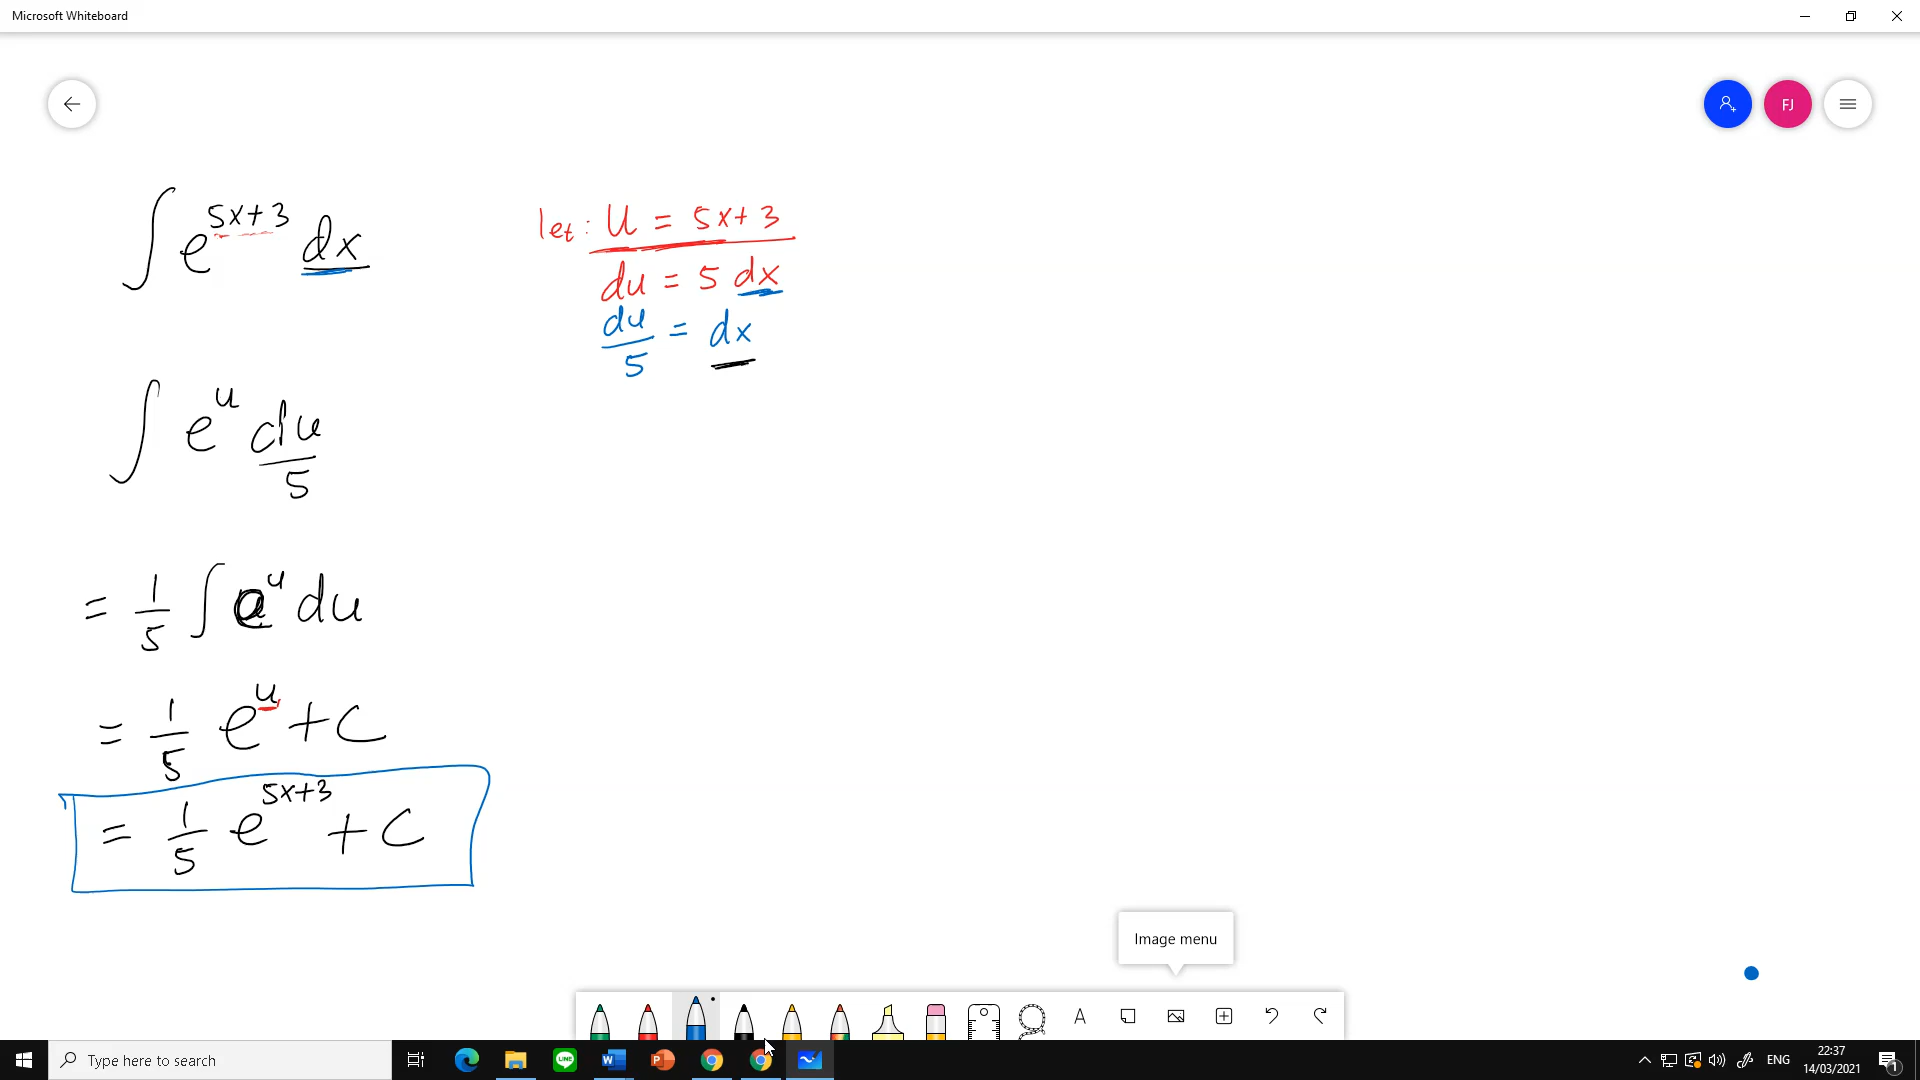 Microsoft Whiteboard
FJ
∫ e^{5x+3} dx
let: u = 5x+3
du = 5 dx
du/5 = dx
∫ e^u du/5
= 1/5 ∫ e^u du
= 1/5 e^u + C
= 1/5 e^{5x+3} + C
Image menu
A
Type here to search
ENG
22:37
14/03/2021
1